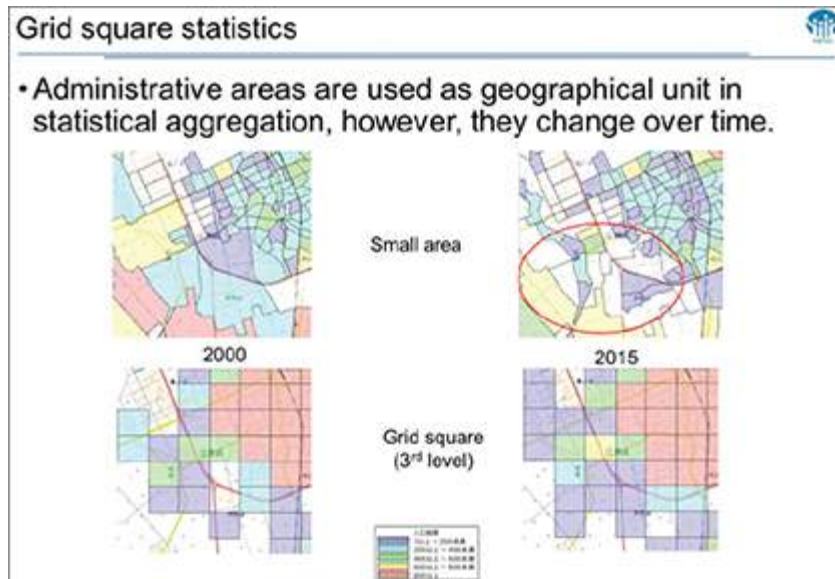 Grid square statistics
• Administrative areas are used as geographical unit in
statistical aggregation, however, they change over time.
Small area
2000
2015
Grid square
(3rd level)